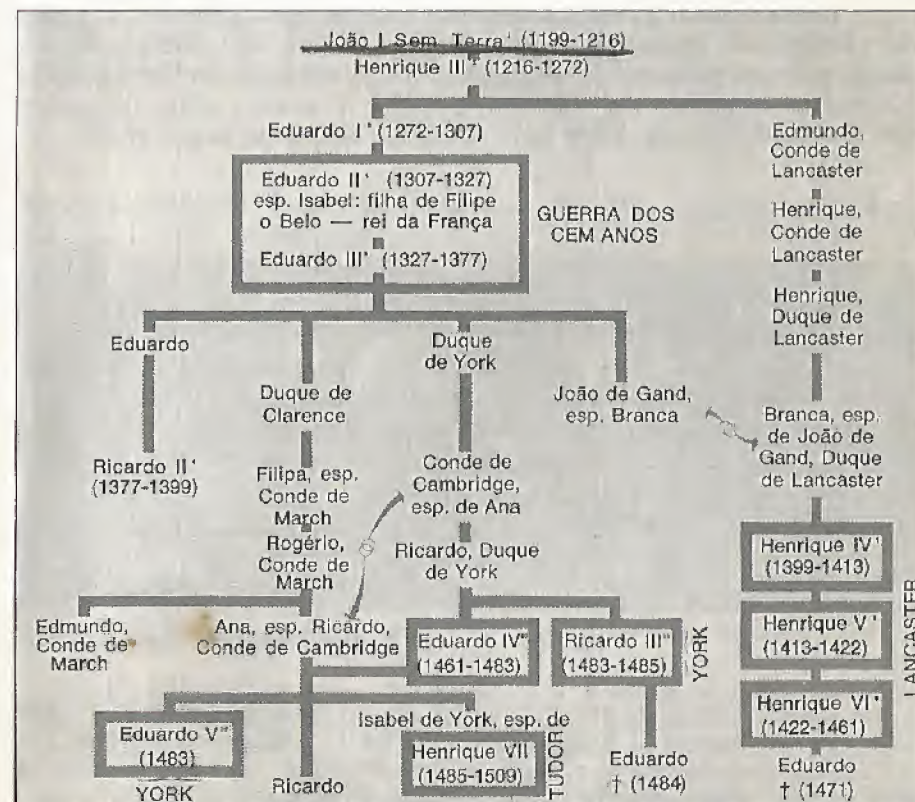 João I Sem Terra' (1199-1216)
Henrique III' (1216-1272)
Eduardo I' (1272-1307)
Eduardo II' (1307-1327)
esp. Isabel: filha de Filipe
o Belo — rei da França
Eduardo III' (1327-1377)
GUERRA DOS
CEM ANOS
Edmundo,
Conde de
Lancaster
Henrique,
Conde de
Lancaster
Henrique,
Duque de
Lancaster
Eduardo
Duque de
Clarence
Duque
de York
João de Gand,
esp. Branca
Branca, esp.
de João de
Gand, Duque
de Lancaster
Ricardo II'
(1377-1399)
Filipa, esp.
Conde de
March
Rogério,
Conde de
March
Conde de
Cambridge,
esp. de Ana
Ricardo, Duque
de York
Henrique IV'
(1399-1413)
Henrique V'
(1413-1422)
Henrique VI'
(1422-1461)
LANCASTER
Edmundo,
Conde de
March
Ana, esp. Ricardo,
Conde de Cambridge
Eduardo IV"
(1461-1483)
Ricardo III"
(1483-1485)
YORK
Eduardo V"
(1483)
YORK
Ricardo
Isabel de York, esp. de
Henrique VII
(1485-1509)
TUDOR
Eduardo
† (1484)
Eduardo
† (1471)